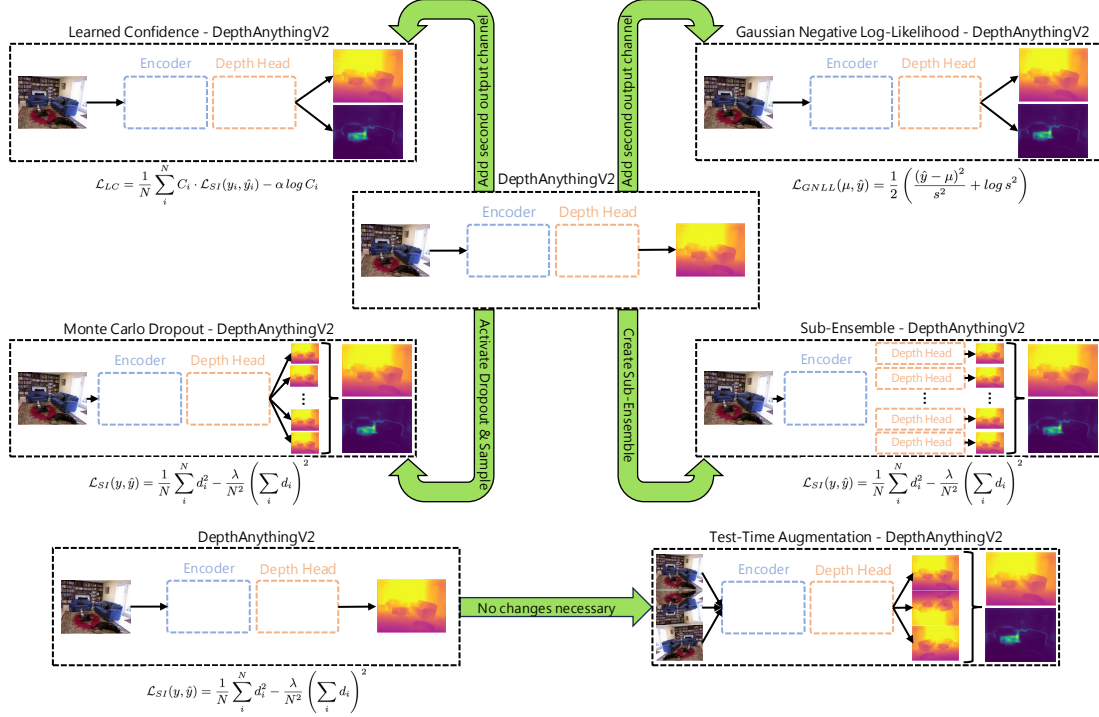 Learned Confidence - DepthAnythingV2
Encoder
Depth Head
$\mathcal{L}_{LC} = \frac{1}{N} \sum_{i}^{N} C_i \cdot \mathcal{L}_{SI}(y_i, \hat{y}_i) - \alpha \log C_i$
Add second output channel
Add second output channel
Gaussian Negative Log-Likelihood - DepthAnythingV2
Encoder
Depth Head
$\mathcal{L}_{GNLL}(\mu, \hat{y}) = \frac{1}{2} \left( \frac{(\hat{y} - \mu)^2}{s^2} + \log s^2 \right)$
DepthAnythingV2
Encoder
Depth Head
Monte Carlo Dropout - DepthAnythingV2
Encoder
Depth Head
...
$\mathcal{L}_{SI}(y, \hat{y}) = \frac{1}{N} \sum_{i}^{N} d_i^2 - \frac{\lambda}{N^2} \left( \sum_{i} d_i \right)^2$
Activate Dropout & Sample
Create Sub-Ensemble
Sub-Ensemble - DepthAnythingV2
Encoder
Depth Head
Depth Head
... ...
Depth Head
Depth Head
$\mathcal{L}_{SI}(y, \hat{y}) = \frac{1}{N} \sum_{i}^{N} d_i^2 - \frac{\lambda}{N^2} \left( \sum_{i} d_i \right)^2$
DepthAnythingV2
Encoder
Depth Head
$\mathcal{L}_{SI}(y, \hat{y}) = \frac{1}{N} \sum_{i}^{N} d_i^2 - \frac{\lambda}{N^2} \left( \sum_{i} d_i \right)^2$
No changes necessary
Test-Time Augmentation - DepthAnythingV2
Encoder
Depth Head